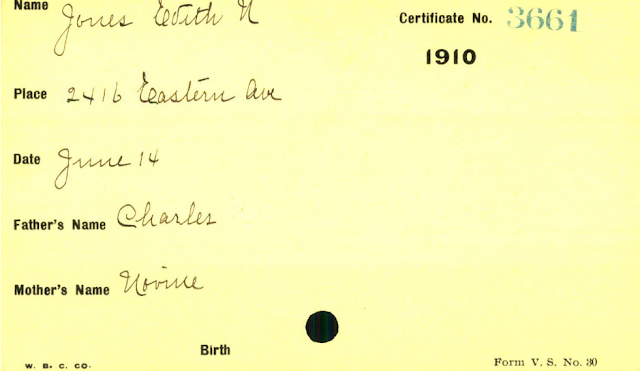 Name Jones Edith N
Certificate No. 3661
1910
Place 2416 Eastern Ave
Date June 14
Father's Name Charles
Mother's Name
Birth
W. B. C. CO.
Form V. S. No. 30